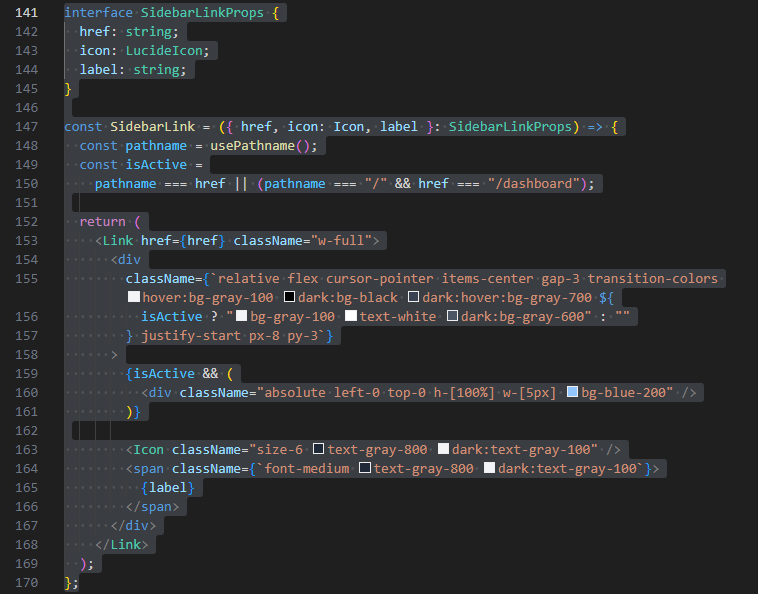 141 interface SidebarLinkProps {
142   href: string;
143   icon: LucideIcon;
144   label: string;
145 }
146
147 const SidebarLink = ({ href, icon: Icon, label }: SidebarLinkProps) => {
148   const pathname = usePathname();
149   const isActive =
150     pathname === href || (pathname === "/" && href === "/dashboard");
151
152   return (
153     <Link href={href} className="w-full">
154       <div
155         className={`relative flex cursor-pointer items-center gap-3 transition-colors
hover:bg-gray-100 dark:bg-black dark:hover:bg-gray-700 ${
156           isActive ? "bg-gray-100 text-white dark:bg-gray-600" : ""
157         } justify-start px-8 py-3`}
158       >
159         {isActive && (
160           <div className="absolute left-0 top-0 h-[100%] w-[5px] bg-blue-200" />
161         )}
162
163         <Icon className="size-6 text-gray-800 dark:text-gray-100" />
164         <span className={`font-medium text-gray-800 dark:text-gray-100`}>
165           {label}
166         </span>
167       </div>
168     </Link>
169   );
170 };